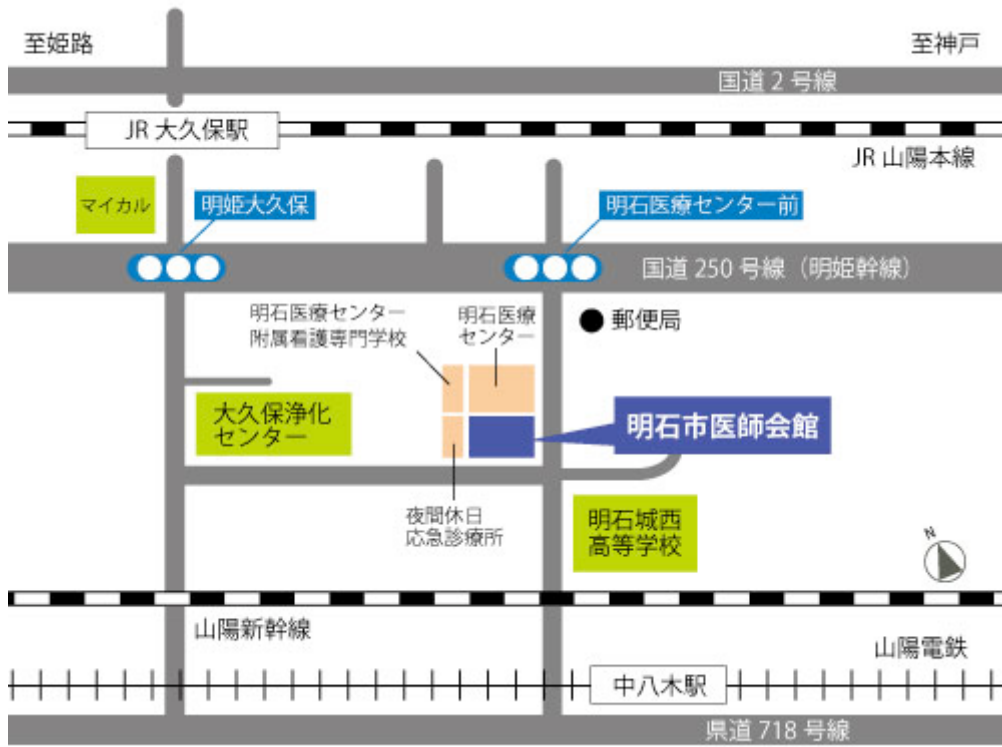 至姫路
至神戸
国道 2 号線
JR 大久保駅
JR 山陽本線
マイカル
明姫大久保
明石医療センター前
国道 250 号線（明姫幹線）
明石医療センター
附属看護専門学校
明石医療
センター
郵便局
大久保浄化
センター
明石市医師会館
夜間休日
応急診療所
明石城西
高等学校
N
山陽新幹線
山陽電鉄
中八木駅
県道 718 号線